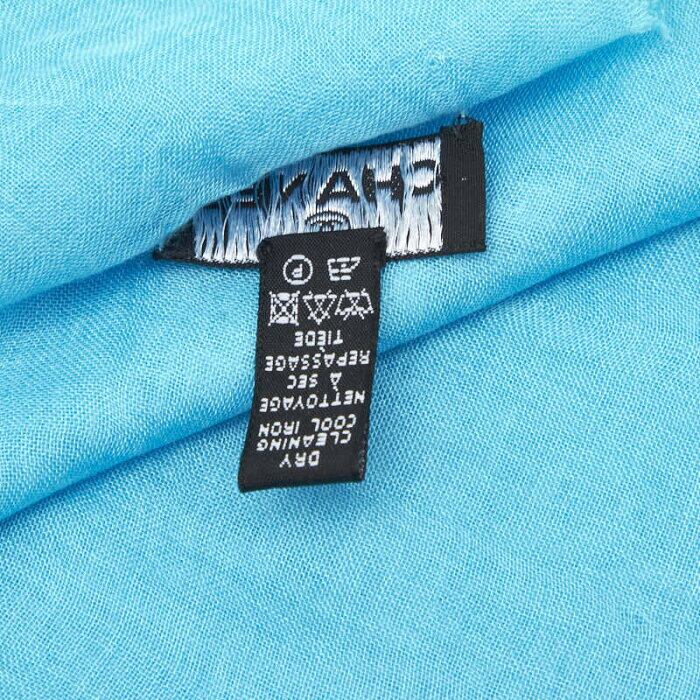 DRY
CLEANING
COOL IRON
NETTOYAGE
À SEC
REPASSAGE
TIÈDE
P